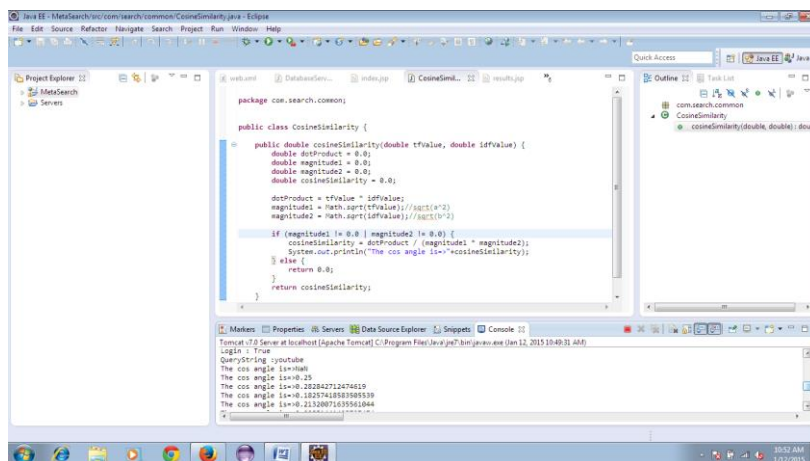 Java EE - MetaSearch/src/com/search/common/CosineSimilarity.java - Eclipse
File Edit Source Refactor Navigate Search Project Run Window Help
Quick Access
Java EE Java
Project Explorer
MetaSearch
Servers
web.xml DatabaseServ... index.jsp CosineSimil... results.jsp
package com.search.common;
public class CosineSimilarity {
public double cosineSimilarity(double tfValue, double idfValue) {
double dotProduct = 0.0;
double magnitude1 = 0.0;
double magnitude2 = 0.0;
double cosineSimilarity = 0.0;
dotProduct = tfValue * idfValue;
magnitude1 = Math.sqrt(tfValue);//sqrt(a^2)
magnitude2 = Math.sqrt(idfValue);//sqrt(b^2)
if (magnitude1 != 0.0 | magnitude2 != 0.0) {
cosineSimilarity = dotProduct / (magnitude1 * magnitude2);
System.out.println("The cos angle is=>"+cosineSimilarity);
} else {
return 0.0;
}
return cosineSimilarity;
}
Outline Task List
com.search.common
CosineSimilarity
cosineSimilarity(double, double) : dou
Markers Properties Servers Data Source Explorer Snippets Console
Tomcat v7.0 Server at localhost [Apache Tomcat] C:\Program Files\Java\jre7\bin\javaw.exe (Jan 12, 2015 10:49:31 AM)
Login : True
QueryString :youtube
The cos angle is=>NaN
The cos angle is=>0.25
The cos angle is=>0.282842712474619
The cos angle is=>0.18257418583505539
The cos angle is=>0.21320071635561044
10:52 AM
1/12/2015